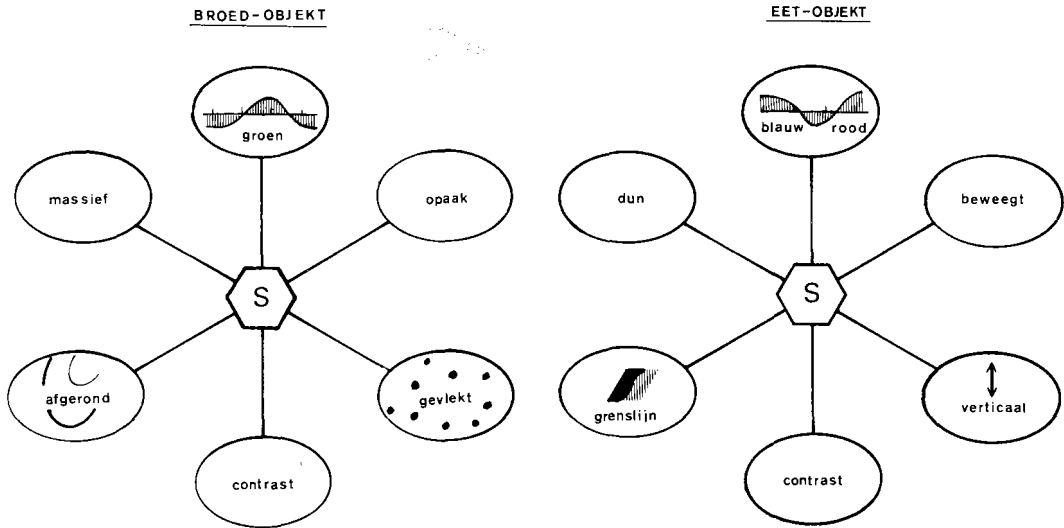 BROED-OBJEKT
groen
massief
opaak
S
afgerond
gevlekt
contrast
EET-OBJEKT
blauw rood
dun
beweegt
S
grenslijn
verticaal
contrast